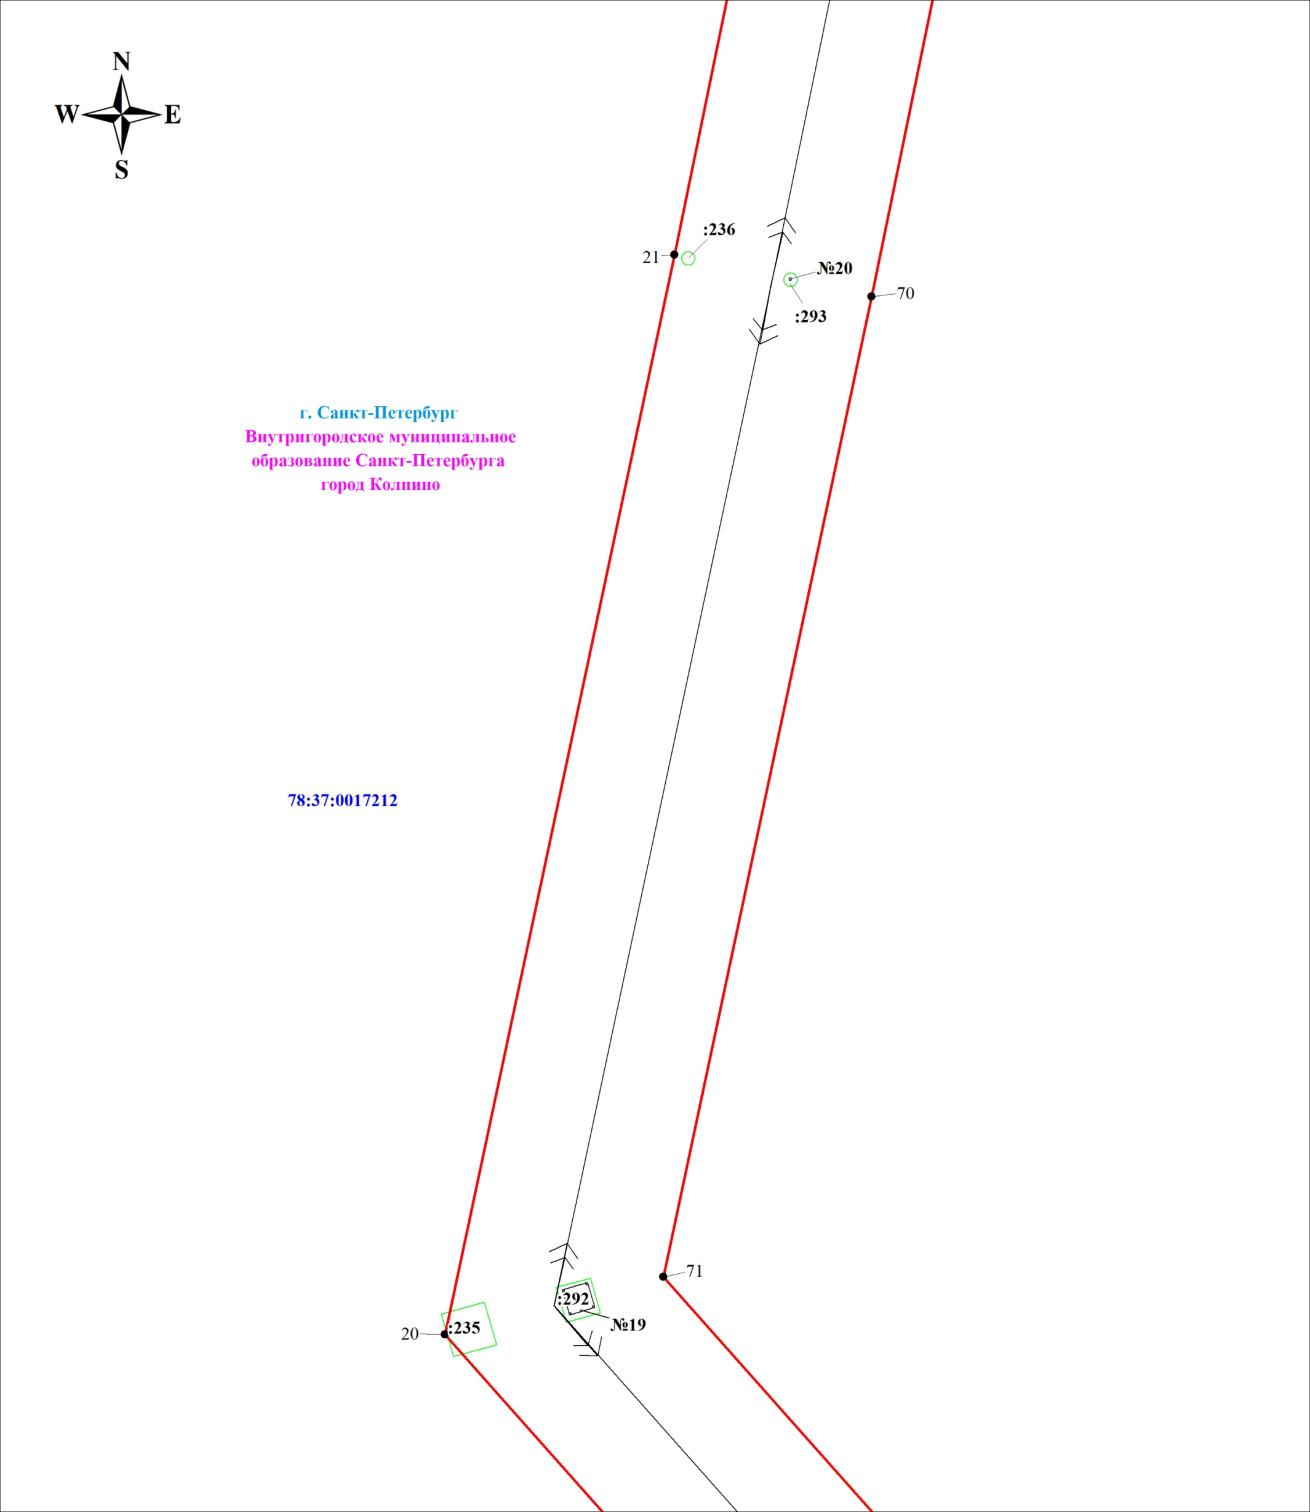 N
W E
S
:236
21
№20
70
:293
г. Санкт-Петербург
Внутригородское муниципальное
образование Санкт-Петербурга
город Колпино
78:37:0017212
71
:292
№19
:235
20